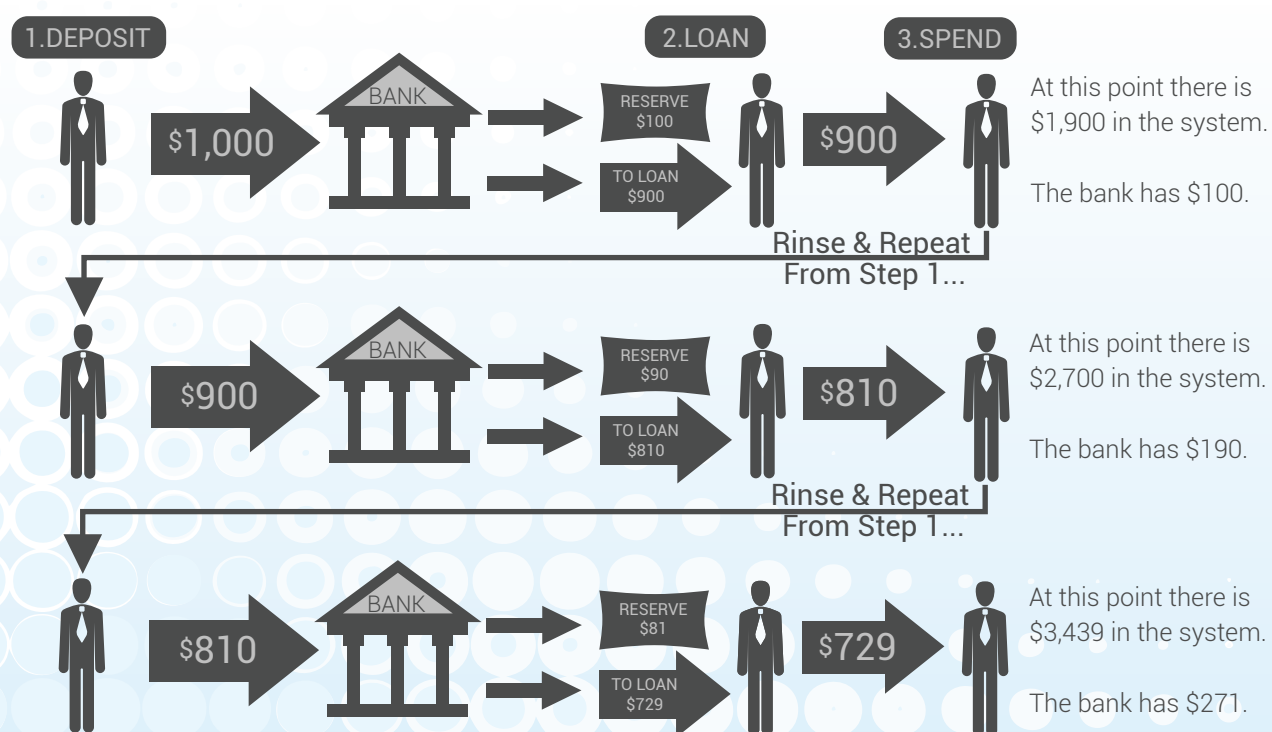 1.DEPOSIT
2.LOAN
3.SPEND
$1,000
BANK
RESERVE
$100
TO LOAN
$900
$900
At this point there is
$1,900 in the system.
The bank has $100.
Rinse & Repeat
From Step 1...
$900
BANK
RESERVE
$90
TO LOAN
$810
$810
At this point there is
$2,700 in the system.
The bank has $190.
Rinse & Repeat
From Step 1...
$810
BANK
RESERVE
$81
TO LOAN
$729
$729
At this point there is
$3,439 in the system.
The bank has $271.